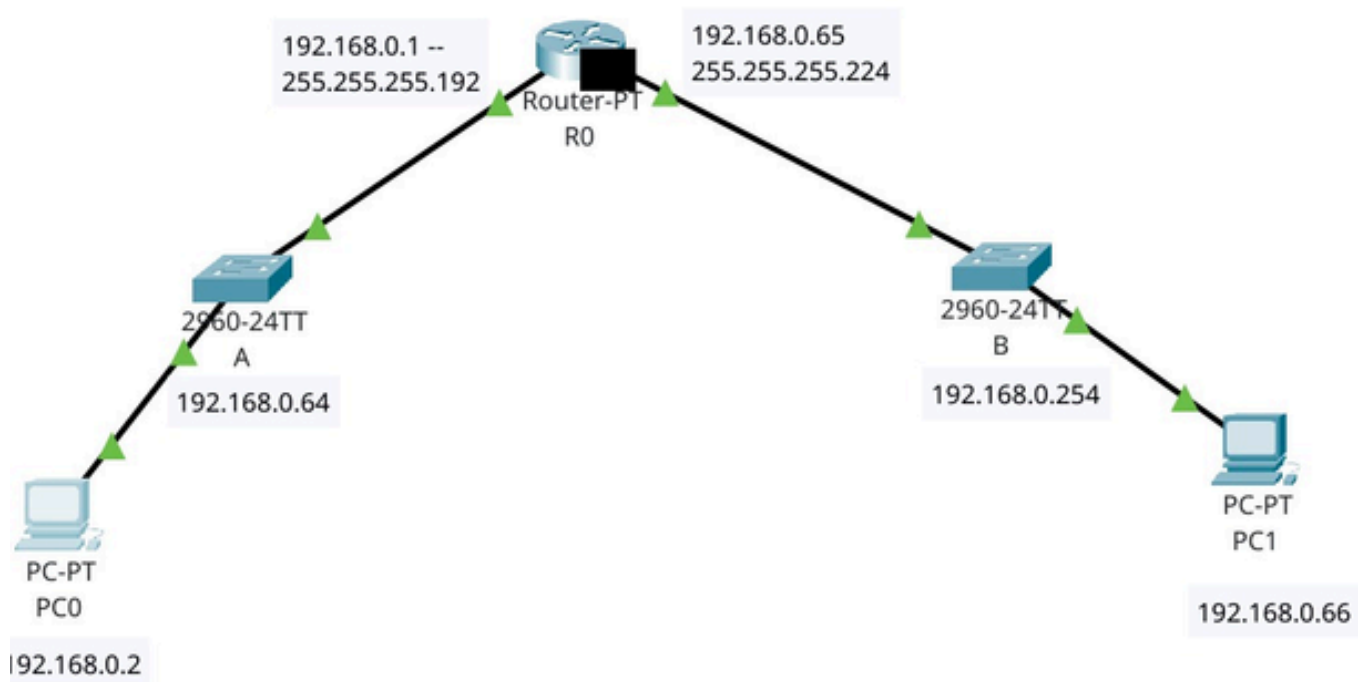 192.168.0.1 --
255.255.255.192
192.168.0.65
255.255.255.224
Router-PT
R0
2960-24TT
A
192.168.0.64
2960-24TT
B
192.168.0.254
PC-PT
PC0
192.168.0.2
PC-PT
PC1
192.168.0.66